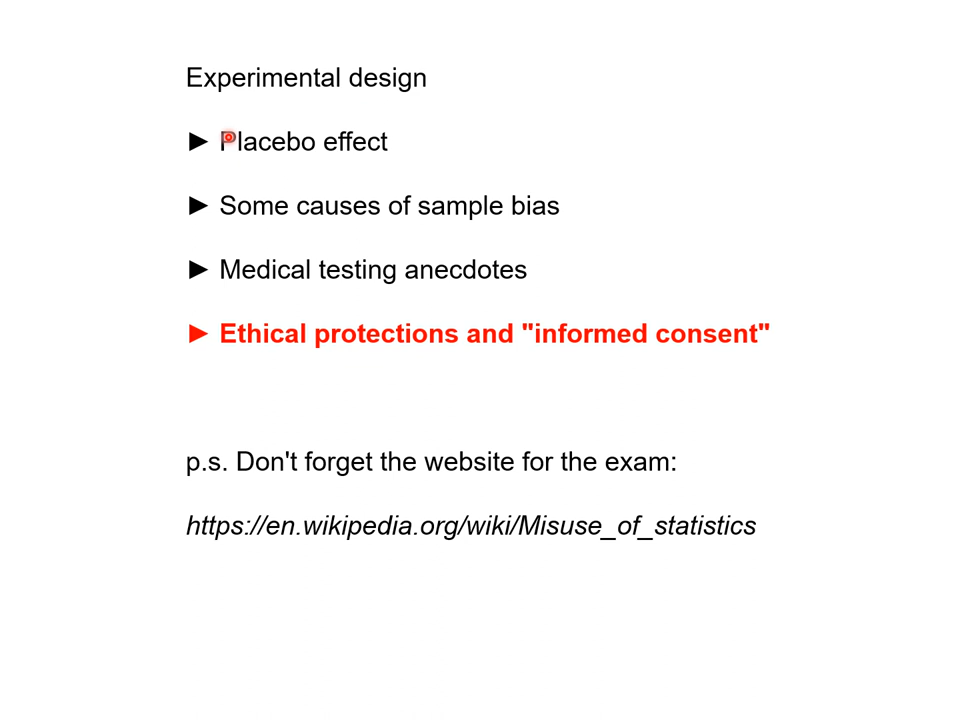 Experimental design
► Placebo effect
► Some causes of sample bias
► Medical testing anecdotes
► Ethical protections and "informed consent"
p.s. Don't forget the website for the exam:
https://en.wikipedia.org/wiki/Misuse_of_statistics